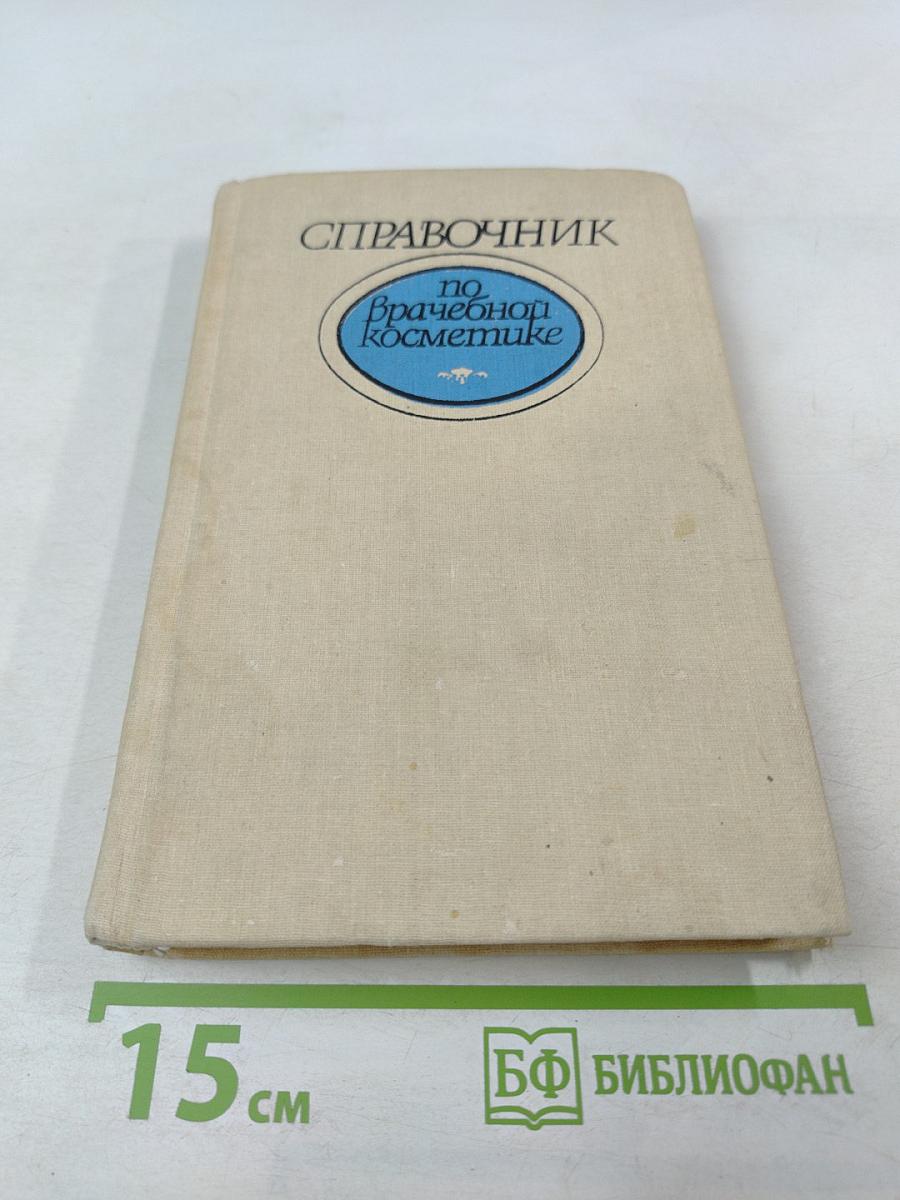 СПРАВОЧНИК
по
врачебной
косметике
15 см
БФ БИБЛИОФАН